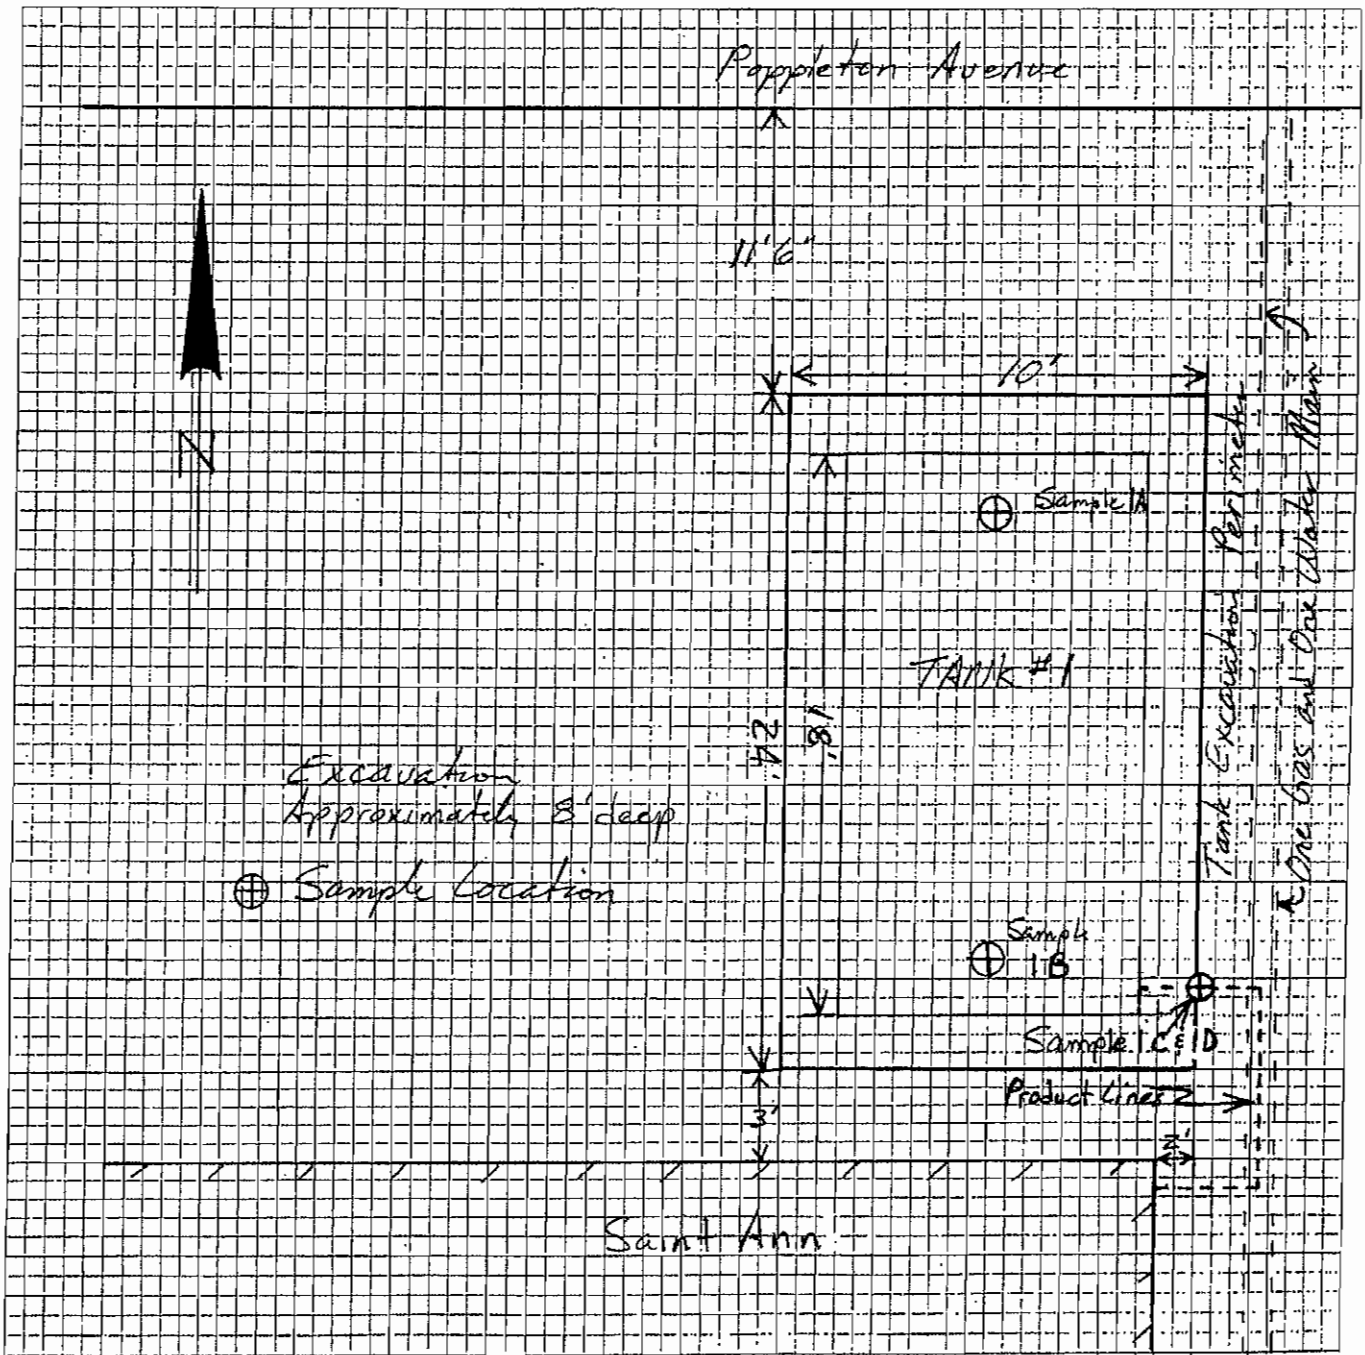 Poppleton Avenue
11'6"
10'
N
Sample 1A
TANK #1
24'
18'
Tank Excavation Perimeter
One Gas and One Water Main
Excavation
Approximately 8' deep
Sample Location
Sample
1B
Sample 1C & 1D
Product Lines
3'
2'
Saint Ann